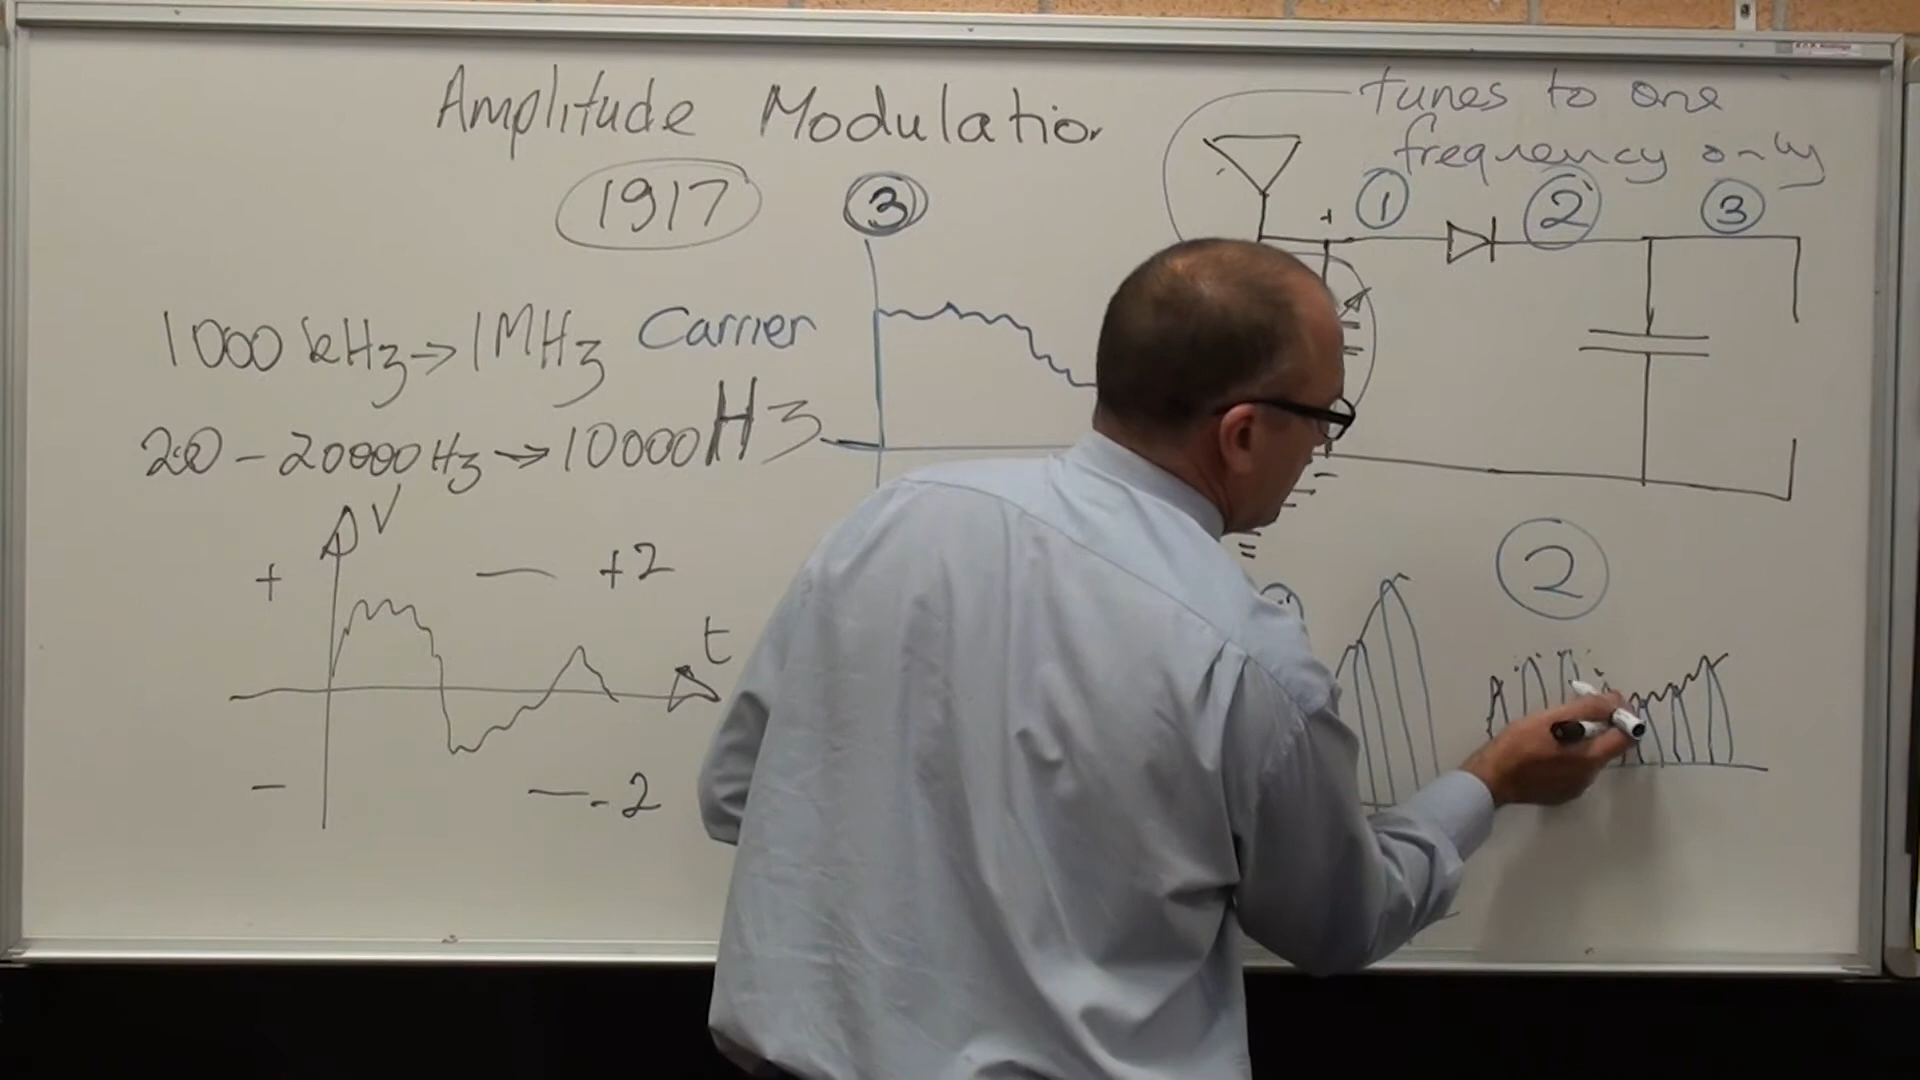 Amplitude Modulation
1917
3
tunes to one
frequency only
+
1
2
3
1000 kHz → 1MHz Carrier
20 - 20000 Hz → 10000 Hz
V
+
+2
t
-
-2
-
2